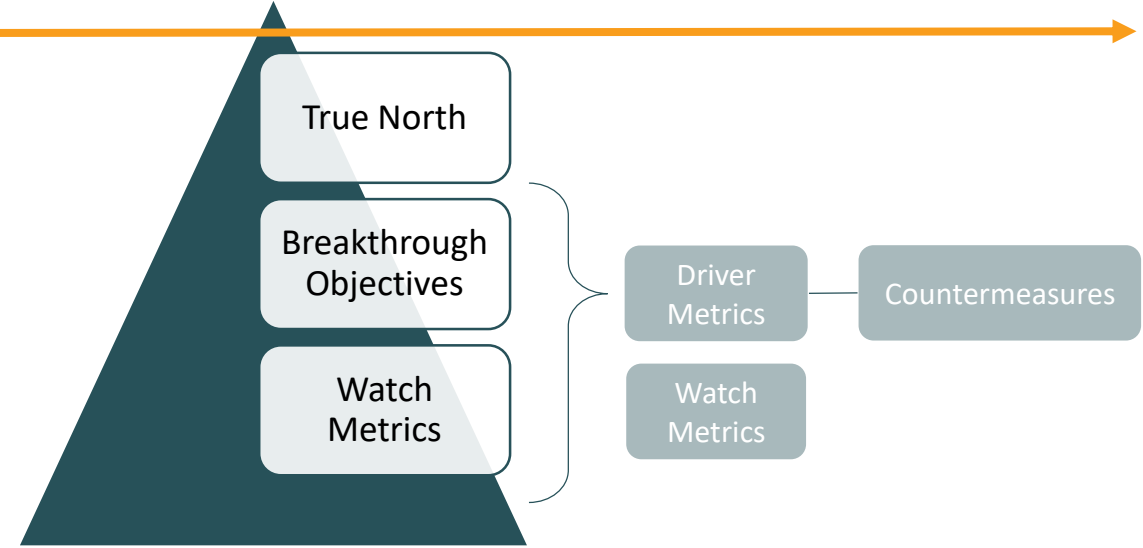 True North
Breakthrough
Objectives
Watch
Metrics
Driver
Metrics
Countermeasures
Watch
Metrics